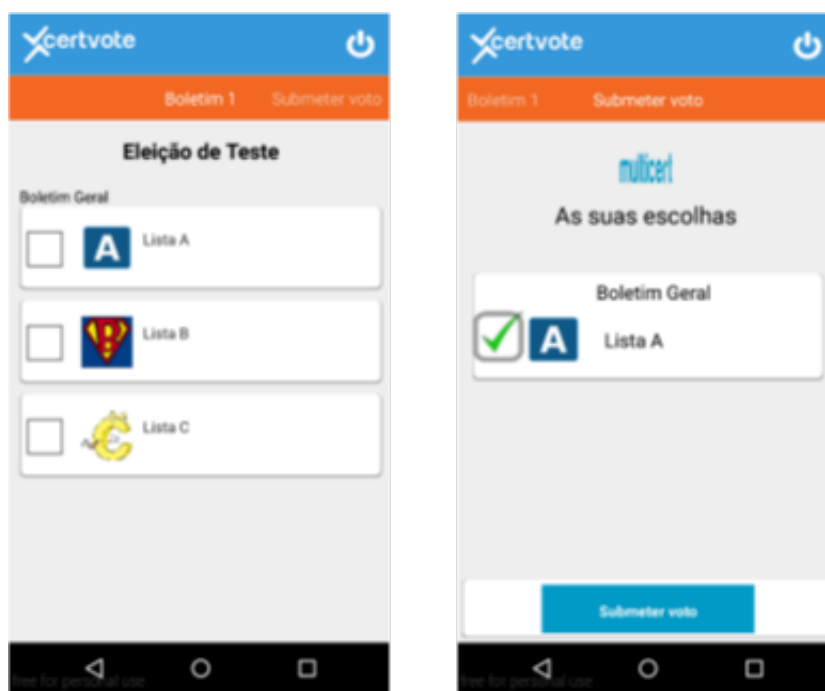 certvote
Boletim 1 Submeter voto
Eleição de Teste
Boletim Geral
A Lista A
B Lista B
C Lista C
free for personal use
certvote
Boletim 1 Submeter voto
multicert
As suas escolhas
Boletim Geral
A Lista A
Submeter voto
free for personal use